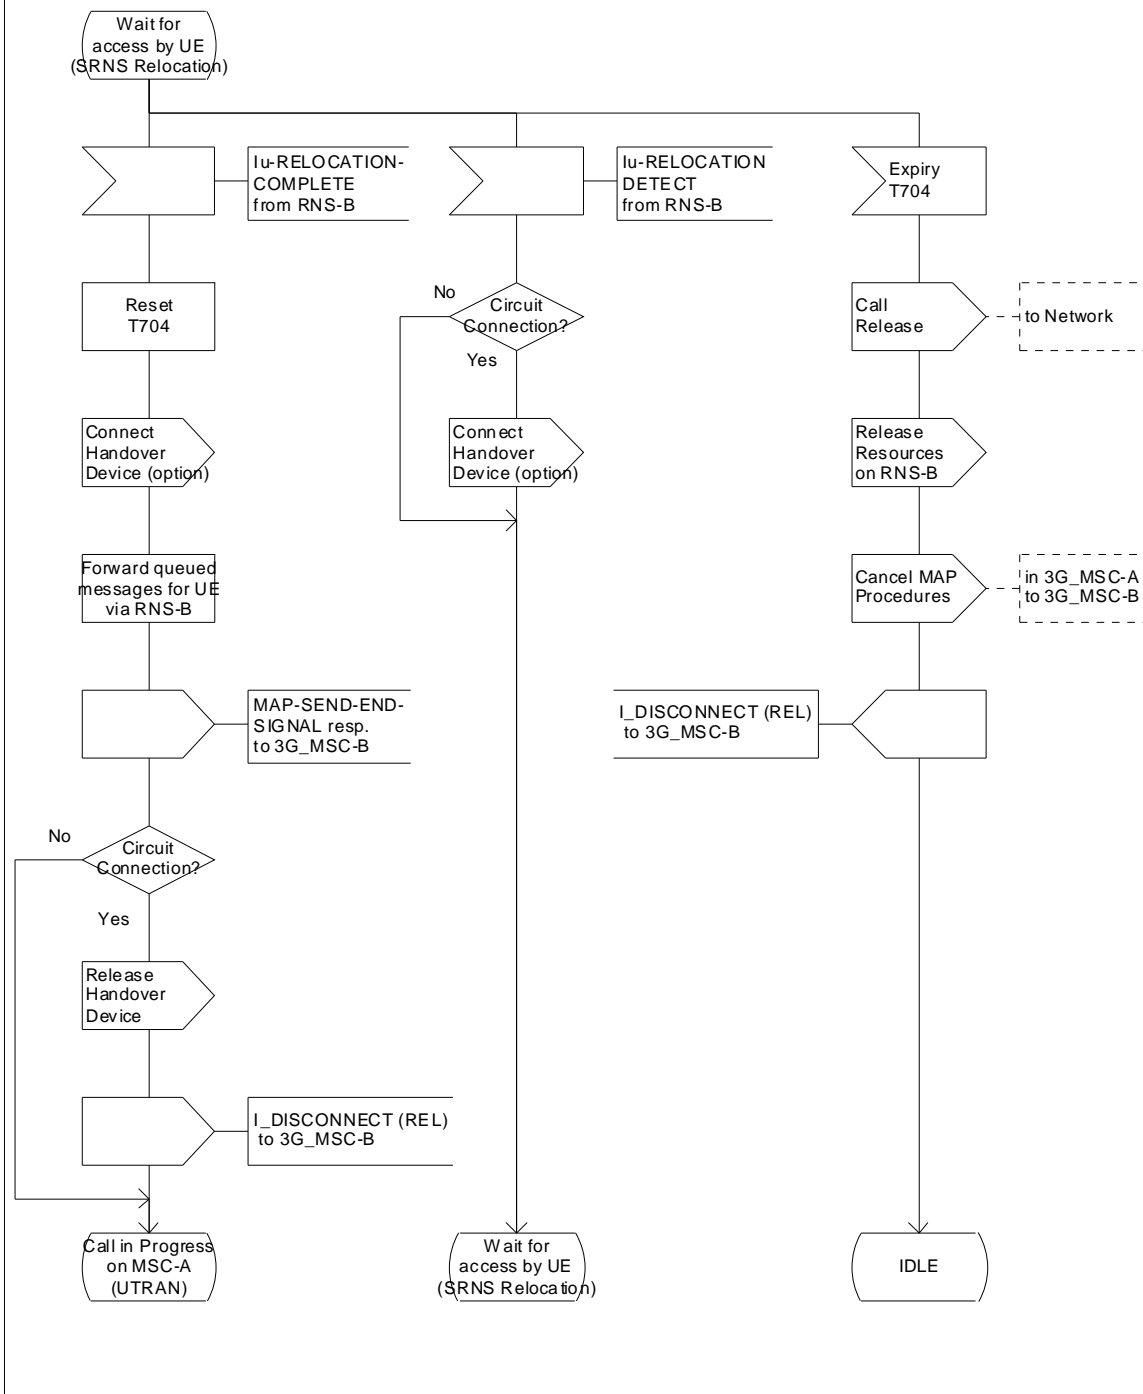 Wait for
access by UE
(SRNS Relocation)
Iu-RELOCATION-
COMPLETE
from RNS-B
Iu-RELOCATION
DETECT
from RNS-B
Expiry
T704
Reset
T704
No
Circuit
Connection?
Yes
Call
Release
to Network
Connect
Handover
Device (option)
Connect
Handover
Device (option)
Release
Resources
on RNS-B
Forward queued
messages for UE
via RNS-B
Cancel MAP
Procedures
in 3G_MSC-A
to 3G_MSC-B
MAP-SEND-END-
SIGNAL resp.
to 3G_MSC-B
I_DISCONNECT (REL)
to 3G_MSC-B
No
Circuit
Connection?
Yes
Release
Handover
Device
I_DISCONNECT (REL)
to 3G_MSC-B
Call in Progress
on MSC-A
(UTRAN)
Wait for
access by UE
(SRNS Relocation)
IDLE